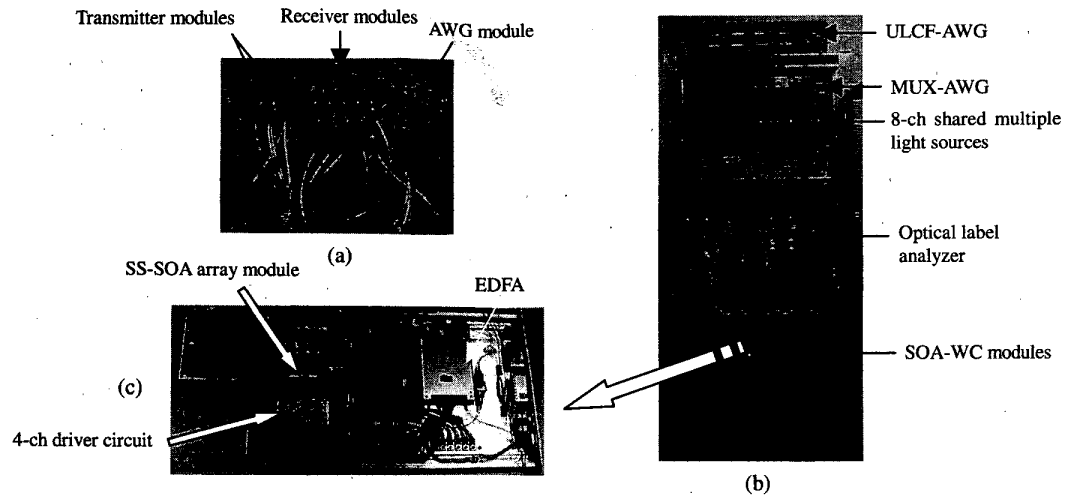 Transmitter modules
Receiver modules
AWG module
(a)
SS-SOA array module
EDFA
(c)
4-ch driver circuit
ULCF-AWG
MUX-AWG
8-ch shared multiple
light sources
Optical label
analyzer
SOA-WC modules
(b)